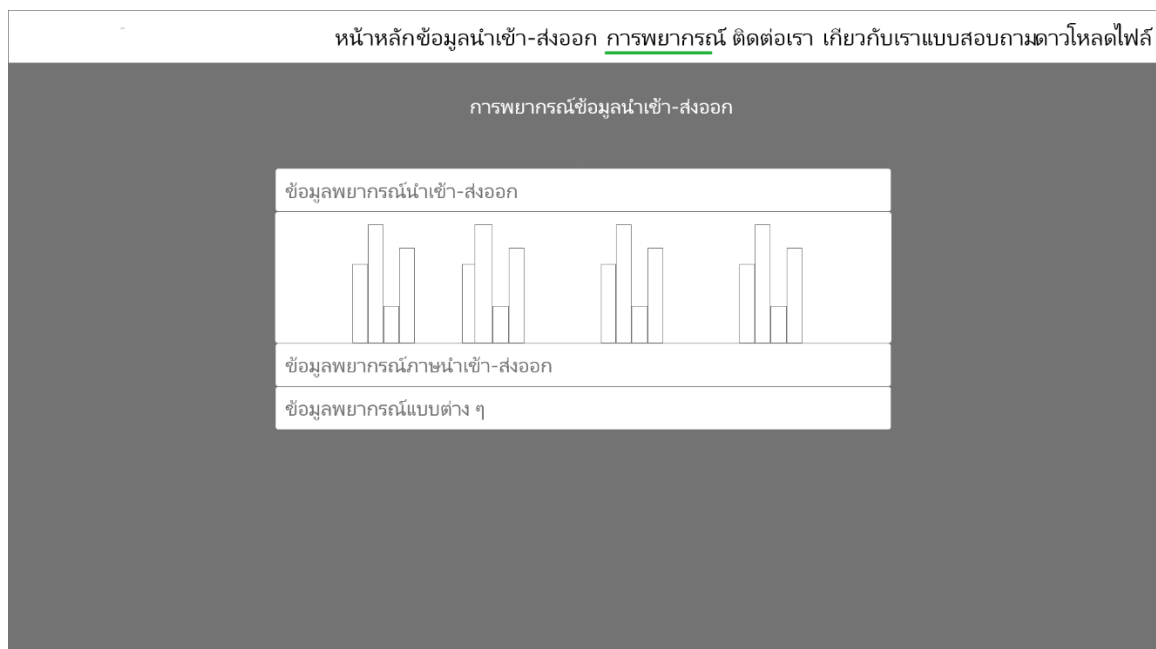 หน้าหลักข้อมูลนำเข้า-ส่งออก การพยากรณ์ ติดต่อเรา เกี่ยวกับเราแบบสอบถามดาวโหลดไฟล์
การพยากรณ์ข้อมูลนำเข้า-ส่งออก
ข้อมูลพยากรณ์นำเข้า-ส่งออก
ข้อมูลพยากรณ์ภาษนำเข้า-ส่งออก
ข้อมูลพยากรณ์แบบต่าง ๆ